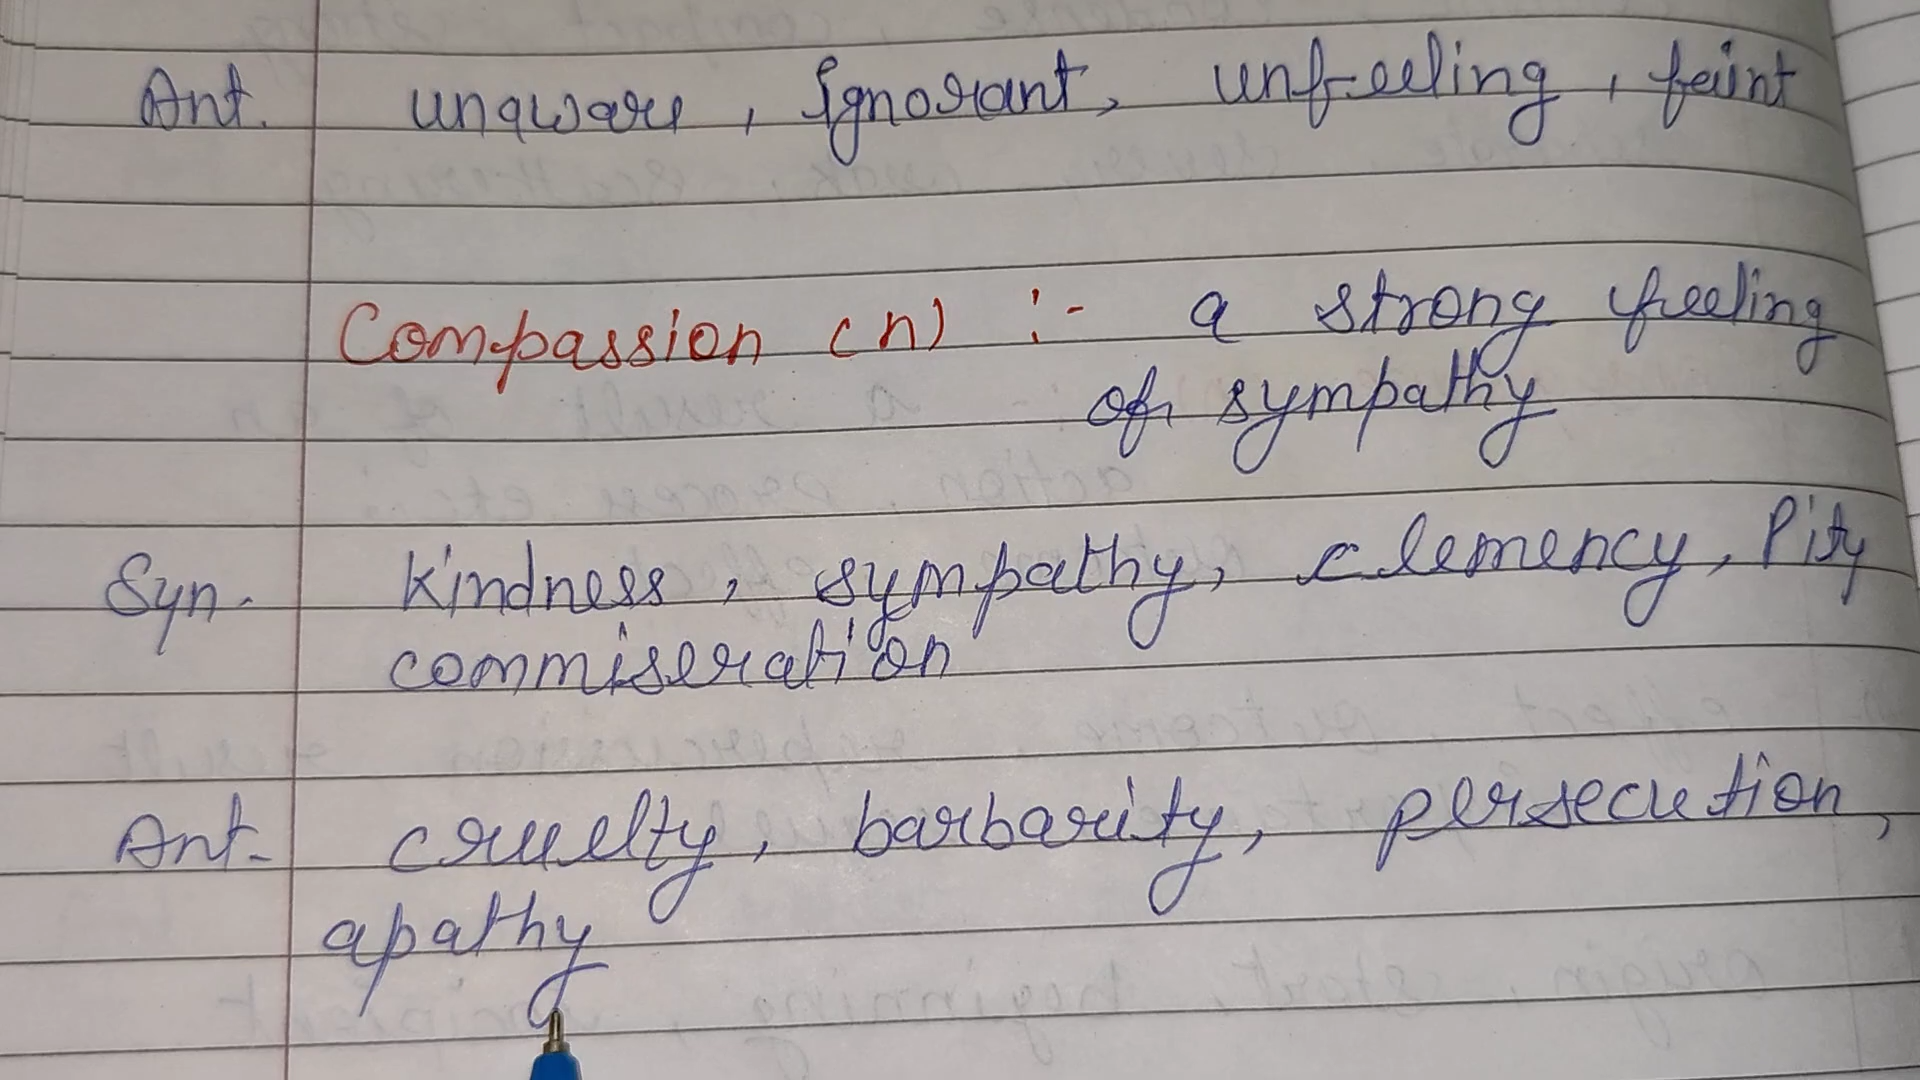 Ant. unaware, Ignorant, unfeeling, faint
Compassion (n) :- a strong feeling
of sympathy
Syn. Kindness, sympathy, clemency, Pity
commiseration
Ant. cruelty, barbarity, persecution,
apathy